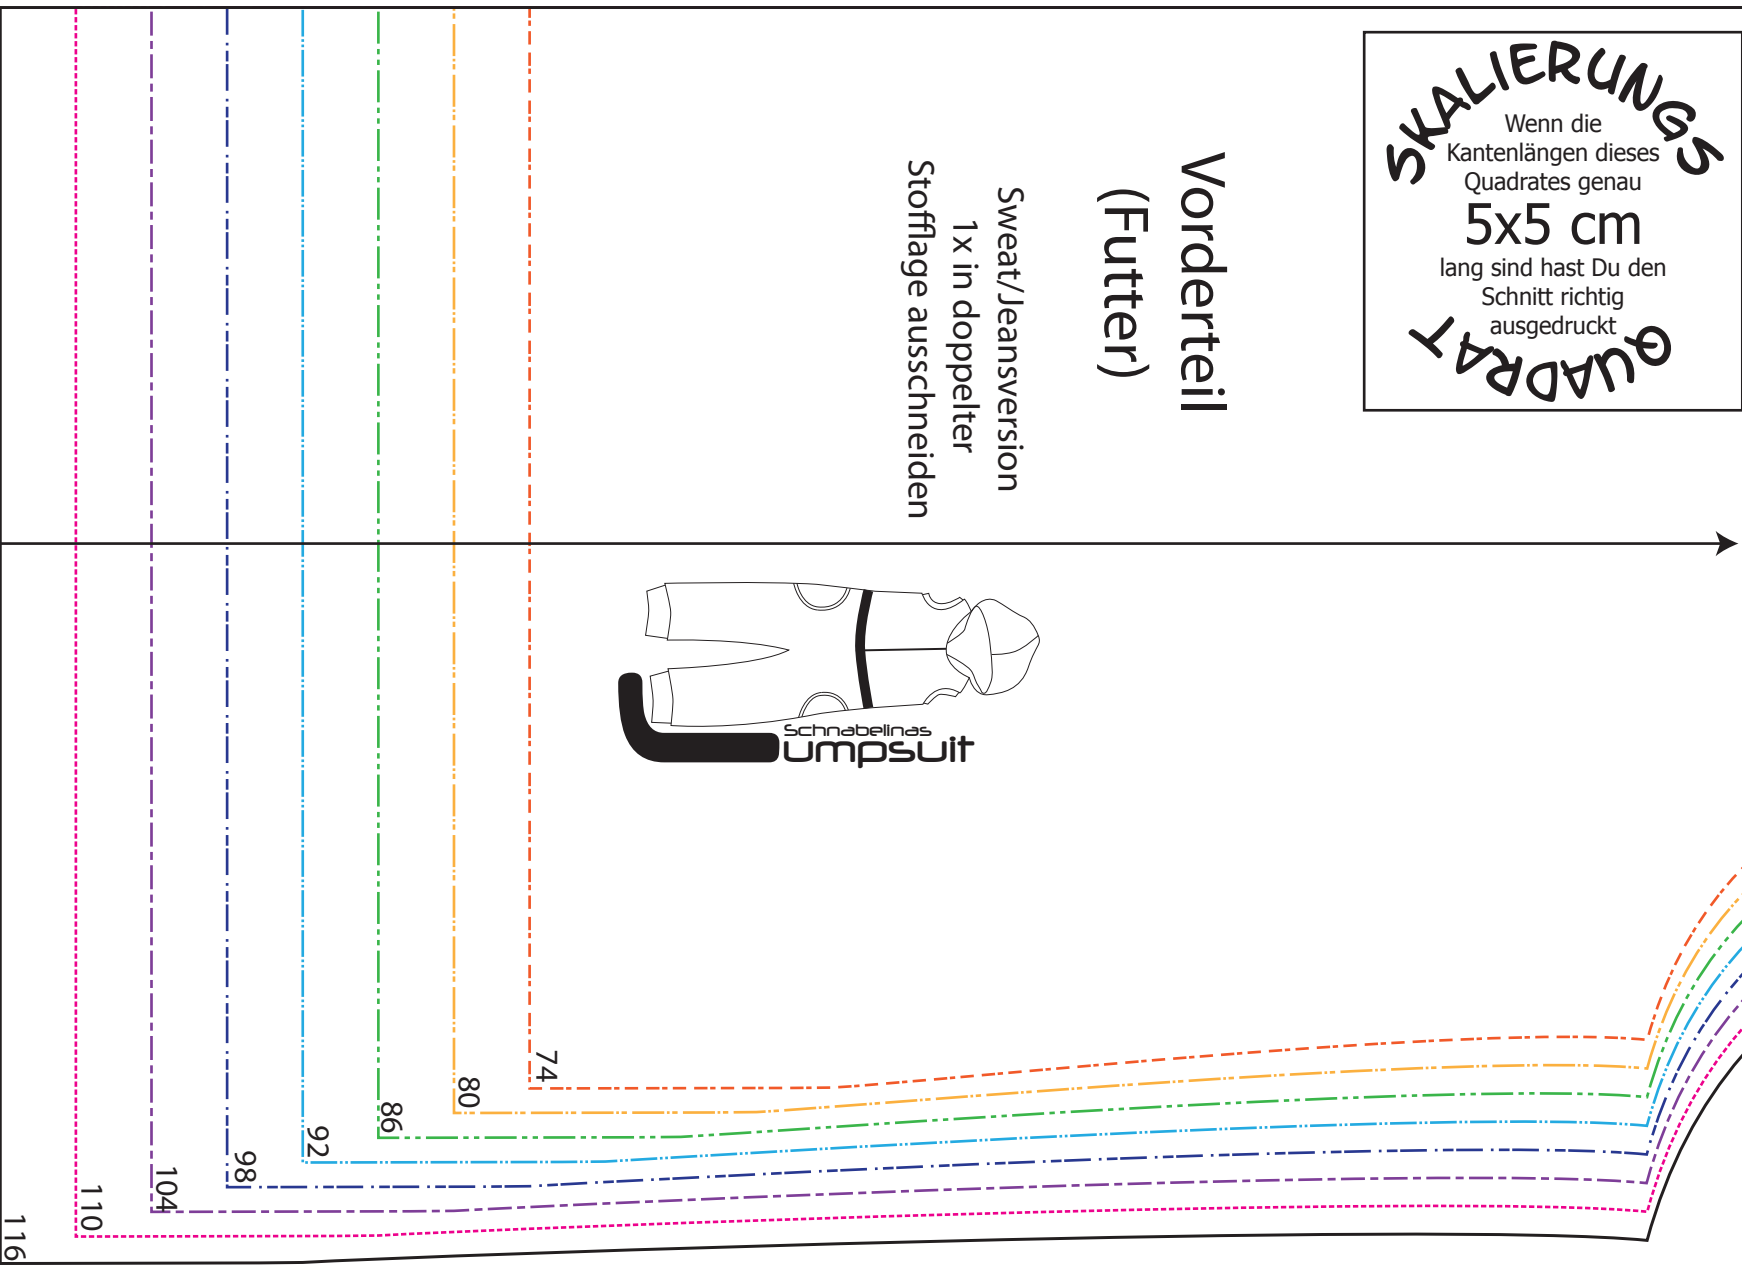 SKALIERUNGS
Wenn die
Kantenlängen dieses
Quadrates genau
5x5 cm
lang sind hast Du den
Schnitt richtig
ausgedruckt
QUADRAT
Vorderteil
(Futter)
Sweat/Jeansversion
1x in doppelter
Stofflage ausschneiden
Schnabelinas
Jumpsuit
74
80
86
92
98
104
110
116